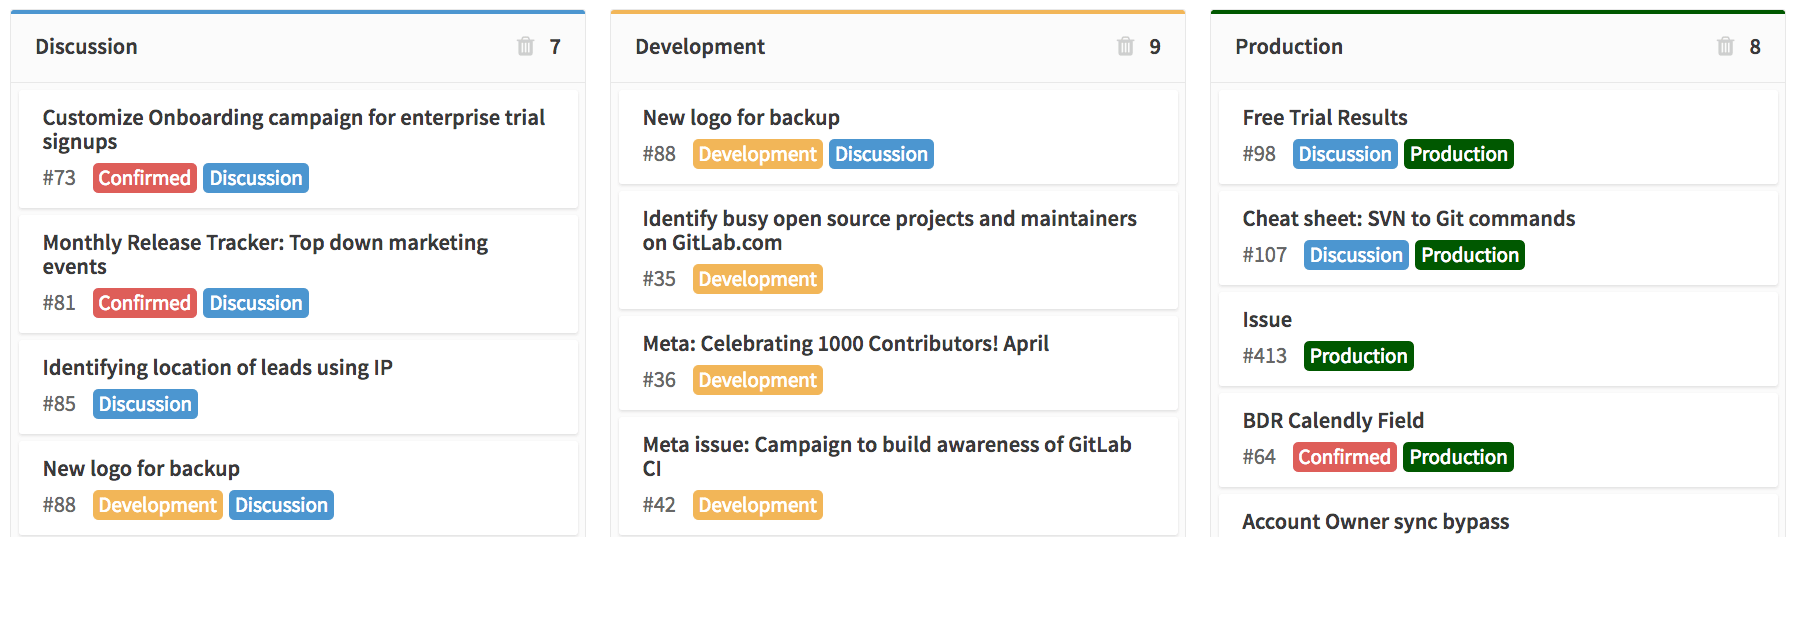 Discussion 7
Customize Onboarding campaign for enterprise trial
signups
#73 Confirmed Discussion
Monthly Release Tracker: Top down marketing
events
#81 Confirmed Discussion
Identifying location of leads using IP
#85 Discussion
New logo for backup
#88 Development Discussion
Development 9
New logo for backup
#88 Development Discussion
Identify busy open source projects and maintainers
on GitLab.com
#35 Development
Meta: Celebrating 1000 Contributors! April
#36 Development
Meta issue: Campaign to build awareness of GitLab
CI
#42 Development
Production 8
Free Trial Results
#98 Discussion Production
Cheat sheet: SVN to Git commands
#107 Discussion Production
Issue
#413 Production
BDR Calendly Field
#64 Confirmed Production
Account Owner sync bypass